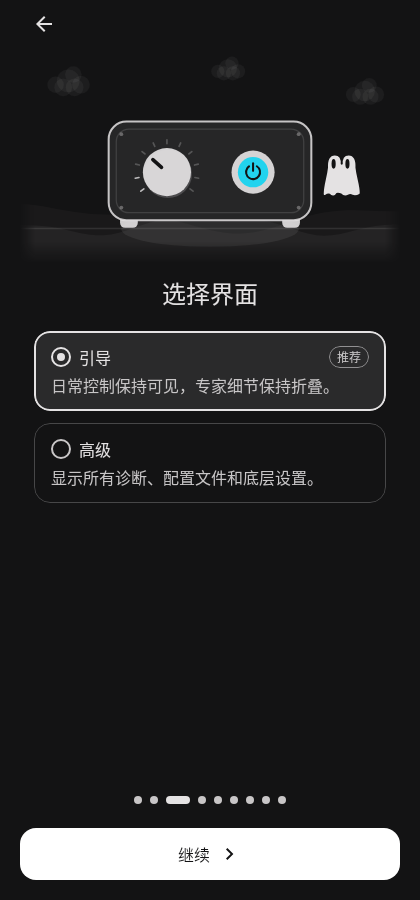 选择界面
引导
推荐
日常控制保持可见，专家细节保持折叠。
高级
显示所有诊断、配置文件和底层设置。
继续